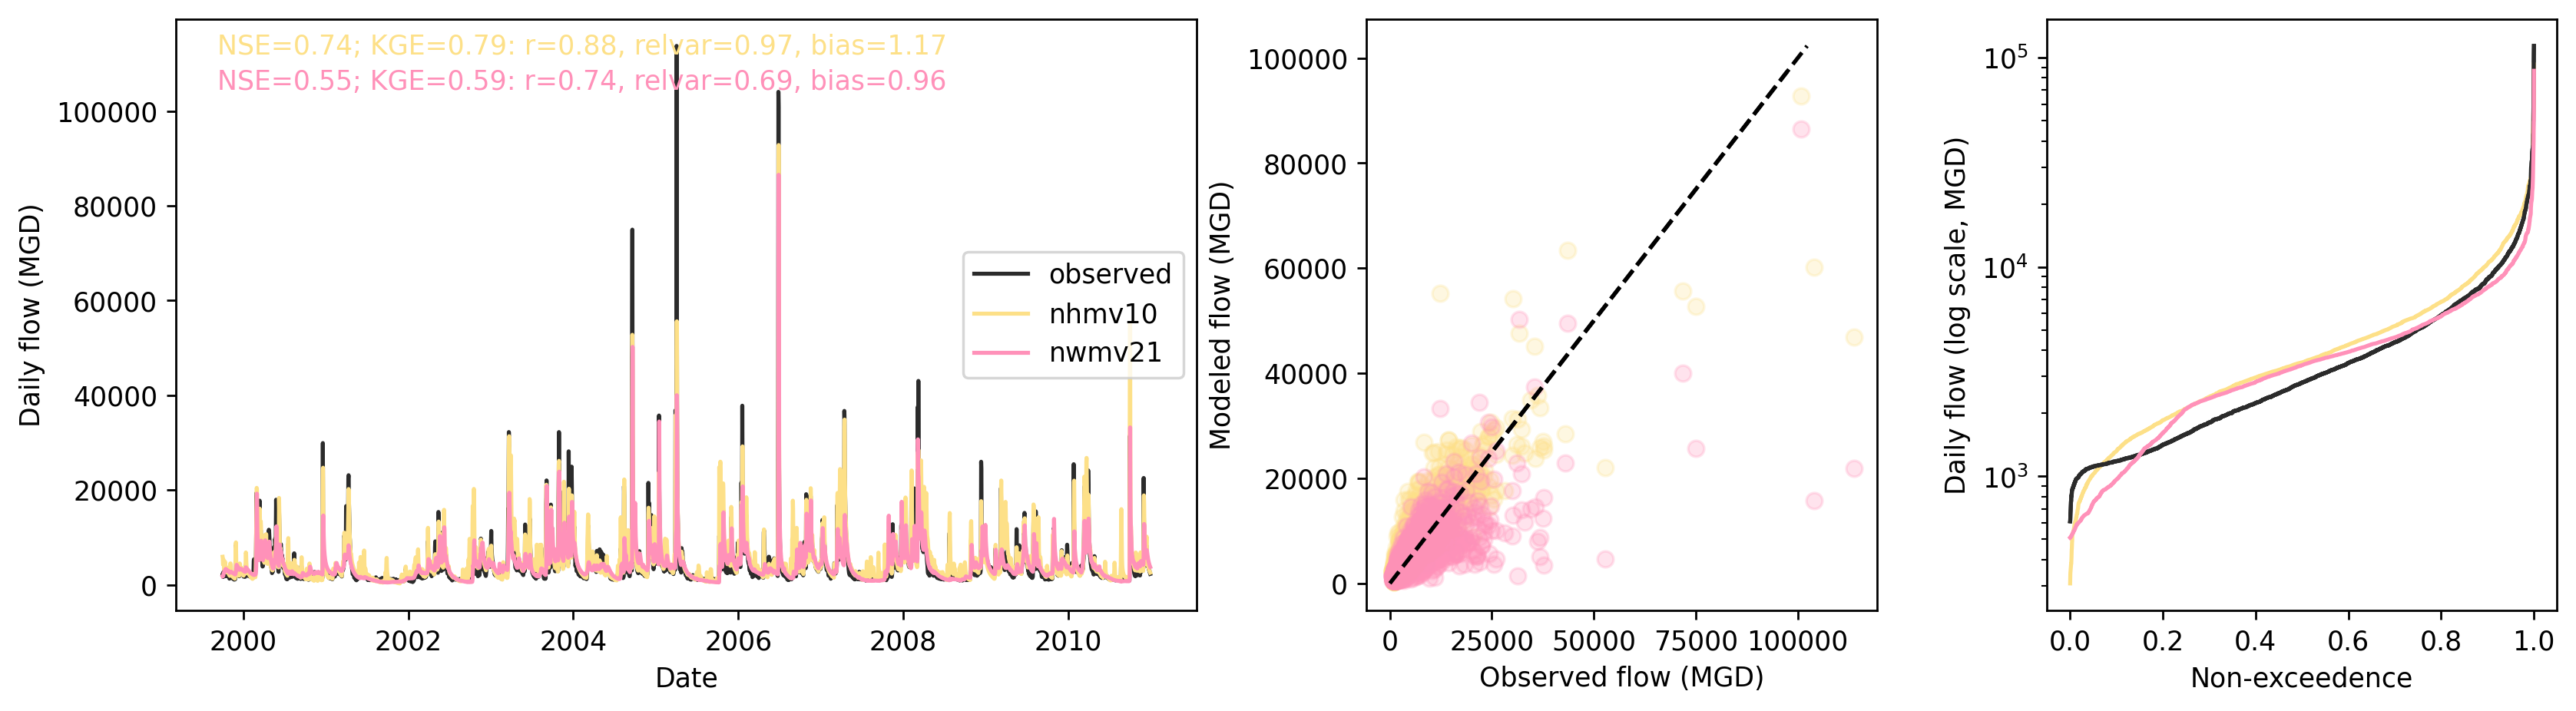 NSE=0.74; KGE=0.79: r=0.88, relvar=0.97, bias=1.17
NSE=0.55; KGE=0.59: r=0.74, relvar=0.69, bias=0.96
Daily flow (MGD)
100000
80000
60000
40000
20000
0
observed
nhmv10
nwmv21
2000 2002 2004 2006 2008 2010
Date
Modeled flow (MGD)
100000
80000
60000
40000
20000
0
0 25000 50000 75000 100000
Observed flow (MGD)
Daily flow (log scale, MGD)
10⁵
10⁴
10³
0.0 0.2 0.4 0.6 0.8 1.0
Non-exceedence